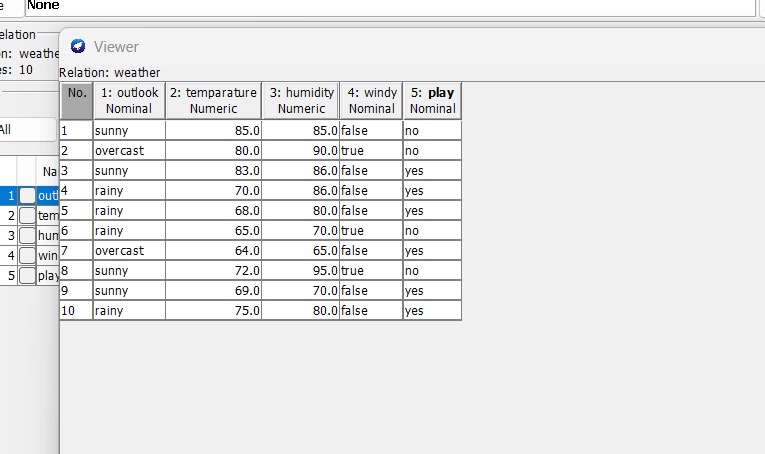 None
Viewer
Relation: weather
No. 1: outlook 2: temparature 3: humidity 4: windy 5: play
Nominal Numeric Numeric Nominal Nominal
1 sunny 85.0 85.0 false no
2 overcast 80.0 90.0 true no
3 sunny 83.0 86.0 false yes
4 rainy 70.0 86.0 false yes
5 rainy 68.0 80.0 false yes
6 rainy 65.0 70.0 true no
7 overcast 64.0 65.0 false yes
8 sunny 72.0 95.0 true no
9 sunny 69.0 70.0 false yes
10 rainy 75.0 80.0 false yes
elation
on: weathe
es: 10
All
Na
1 outl
2 tem
3 hum
4 win
5 play